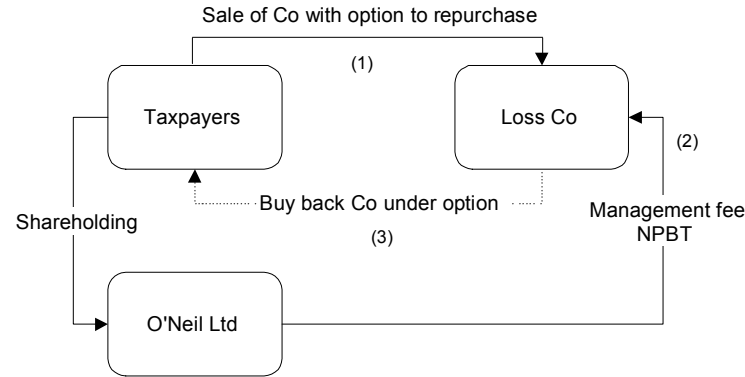 Sale of Co with option to repurchase
(1)
Taxpayers
Loss Co
(2)
Buy back Co under option
(3)
Shareholding
Management fee
NPBT
O'Neil Ltd